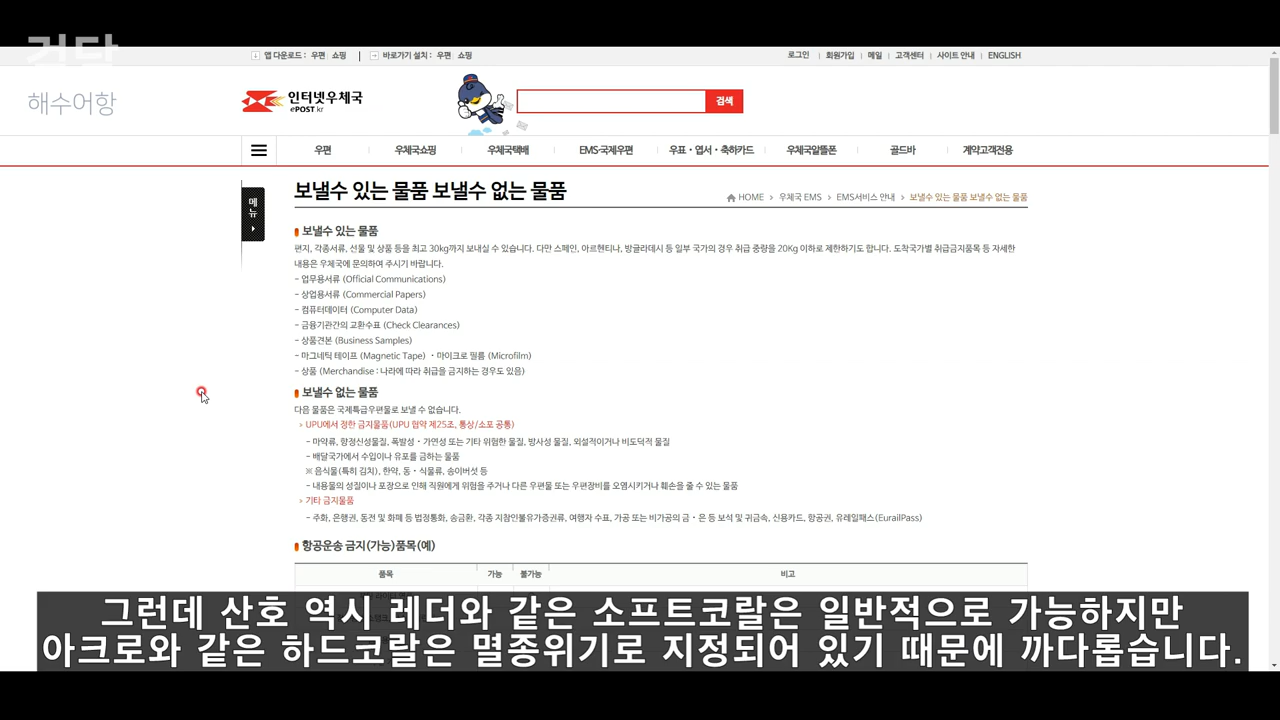 검단
해수어항
앱 다운로드 : 우편 쇼핑 | 바로가기 설치 : 우편 쇼핑
로그인 회원가입 메일 고객센터 사이트 안내 ENGLISH
인터넷우체국
ePOST kr
검색
우편 우체국쇼핑 우체국택배 EMS·국제우편 우표·엽서·축하카드 우체국알뜰폰 골드바 계약고객전용
메뉴
보낼수 있는 물품 보낼수 없는 물품
HOME > 우체국 EMS > EMS서비스 안내 > 보낼수 있는 물품 보낼수 없는 물품
보낼수 있는 물품
편지, 각종서류, 선물 및 상품 등을 최고 30kg까지 보내실 수 있습니다. 다만 스페인, 아르헨티나, 방글라데시 등 일부 국가의 경우 취급 중량을 20Kg 이하로 제한하기도 합니다. 도착국가별 취급금지품목 등 자세한
내용은 우체국에 문의하여 주시기 바랍니다.
- 업무용서류 (Official Communications)
- 상업용서류 (Commercial Papers)
- 컴퓨터데이터 (Computer Data)
- 금융기관간의 교환수표 (Check Clearances)
- 상품견본 (Business Samples)
- 마그네틱 테이프 (Magnetic Tape) · 마이크로 필름 (Microfilm)
- 상품 (Merchandise : 나라에 따라 취급을 금지하는 경우도 있음)
보낼수 없는 물품
다음 물품은 국제특급우편물로 보낼 수 없습니다.
> UPU에서 정한 금지물품(UPU 협약 제25조, 통상/소포 공통)
- 마약류, 향정신성물질, 폭발성·가연성 또는 기타 위험한 물질, 방사성 물질, 외설적이거나 비도덕적 물질
- 배달국가에서 수입이나 유포를 금하는 물품
※ 음식물(특히 김치), 한약, 동·식물류, 송이버섯 등
- 내용물의 성질이나 포장으로 인해 직원에게 위험을 주거나 다른 우편물 또는 우편장비를 오염시키거나 훼손을 줄 수 있는 물품
> 기타 금지물품
- 주화, 은행권, 동전 및 화폐 등 법정통화, 송금환, 각종 지참인불유가증권류, 여행자 수표, 가공 또는 비가공의 금·은 등 보석 및 귀금속, 신용카드, 항공권, 유레일패스(EurailPass)
항공운송 금지(가능)품목(예)
품목 가능 불가능 비고
그런데 산호 역시 레더와 같은 소프트코랄은 일반적으로 가능하지만
아크로와 같은 하드코랄은 멸종위기로 지정되어 있기 때문에 까다롭습니다.